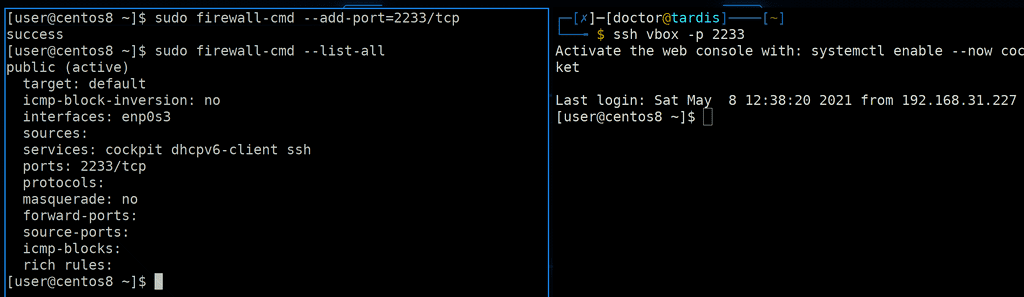 [user@centos8 ~]$ sudo firewall-cmd --add-port=2233/tcp
success
[user@centos8 ~]$ sudo firewall-cmd --list-all
public (active)
  target: default
  icmp-block-inversion: no
  interfaces: enp0s3
  sources:
  services: cockpit dhcpv6-client ssh
  ports: 2233/tcp
  protocols:
  masquerade: no
  forward-ports:
  source-ports:
  icmp-blocks:
  rich rules:
[user@centos8 ~]$
┌─[✗]─[doctor@tardis]────[~]
└──╼ $ ssh vbox -p 2233
Activate the web console with: systemctl enable --now coc
ket

Last login: Sat May  8 12:38:20 2021 from 192.168.31.227
[user@centos8 ~]$